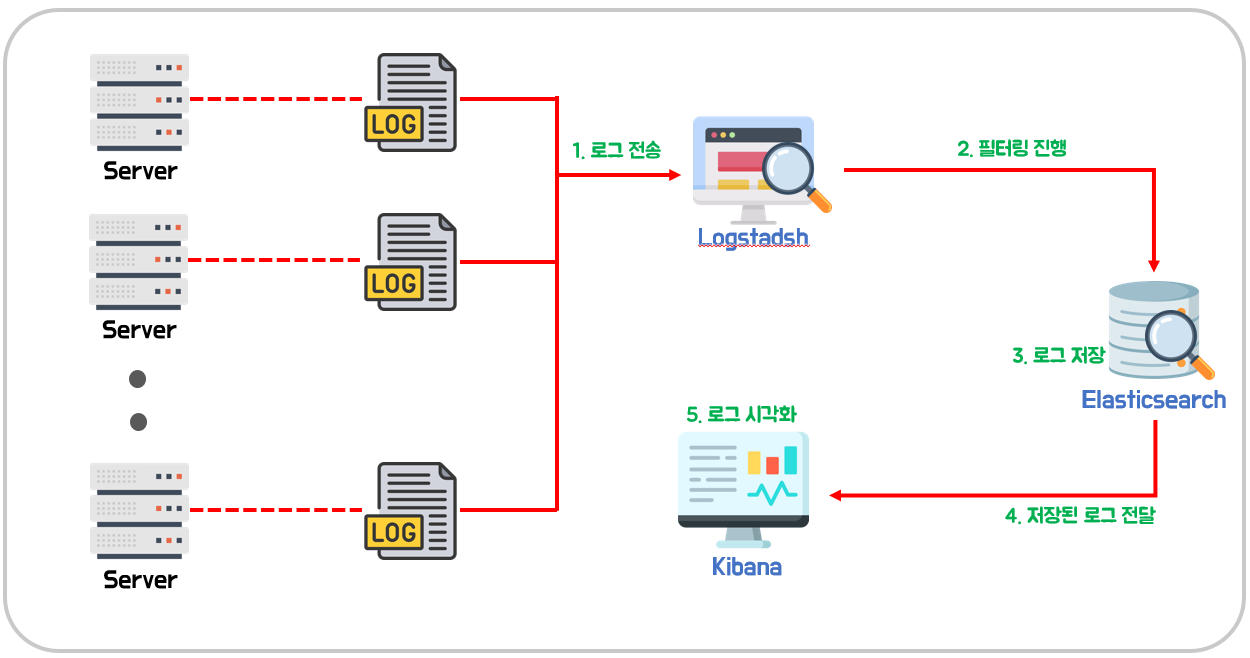 Server
LOG
1. 로그 전송
Logstadsh
2. 필터링 진행
Server
LOG
3. 로그 저장
Elasticsearch
5. 로그 시각화
Kibana
4. 저장된 로그 전달
Server
LOG